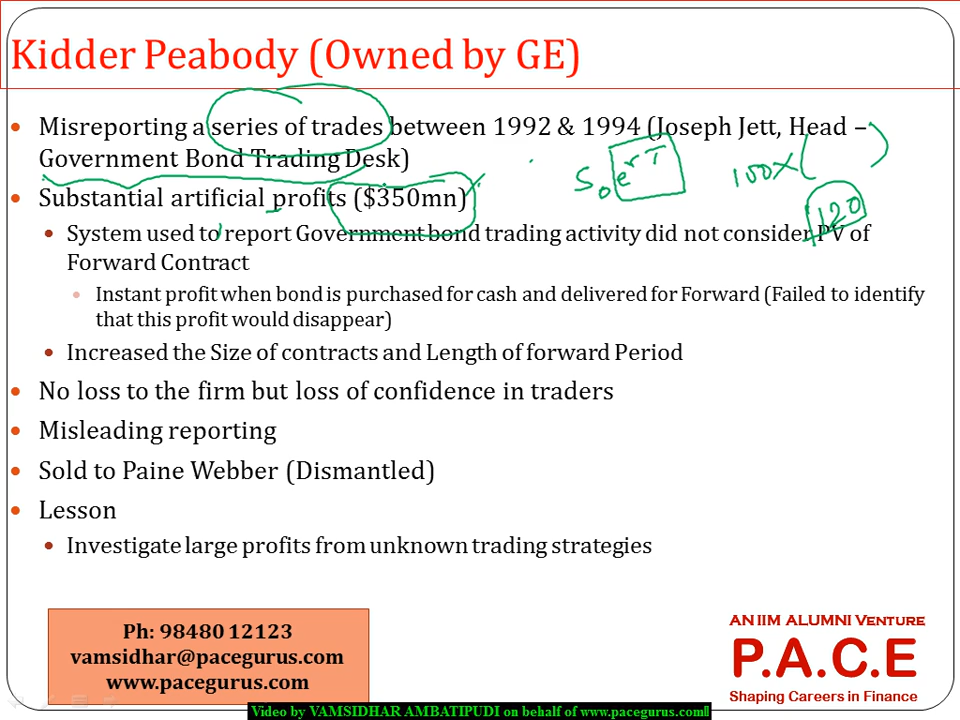 Kidder Peabody (Owned by GE)
• Misreporting a series of trades between 1992 & 1994 (Joseph Jett, Head –
Government Bond Trading Desk)
S₀ e^rT
100 × ( )
• Substantial artificial profits ($350mn)
120
• System used to report Government bond trading activity did not consider PV of
Forward Contract
• Instant profit when bond is purchased for cash and delivered for Forward (Failed to identify
that this profit would disappear)
• Increased the Size of contracts and Length of forward Period
• No loss to the firm but loss of confidence in traders
• Misleading reporting
• Sold to Paine Webber (Dismantled)
• Lesson
• Investigate large profits from unknown trading strategies
Ph: 98480 12123
vamsidhar@pacegurus.com
www.pacegurus.com
AN IIM ALUMNI VENTURE
P.A.C.E
Shaping Careers in Finance
Video by VAMSIDHAR AMBATIPUDI on behalf of www.pacegurus.com